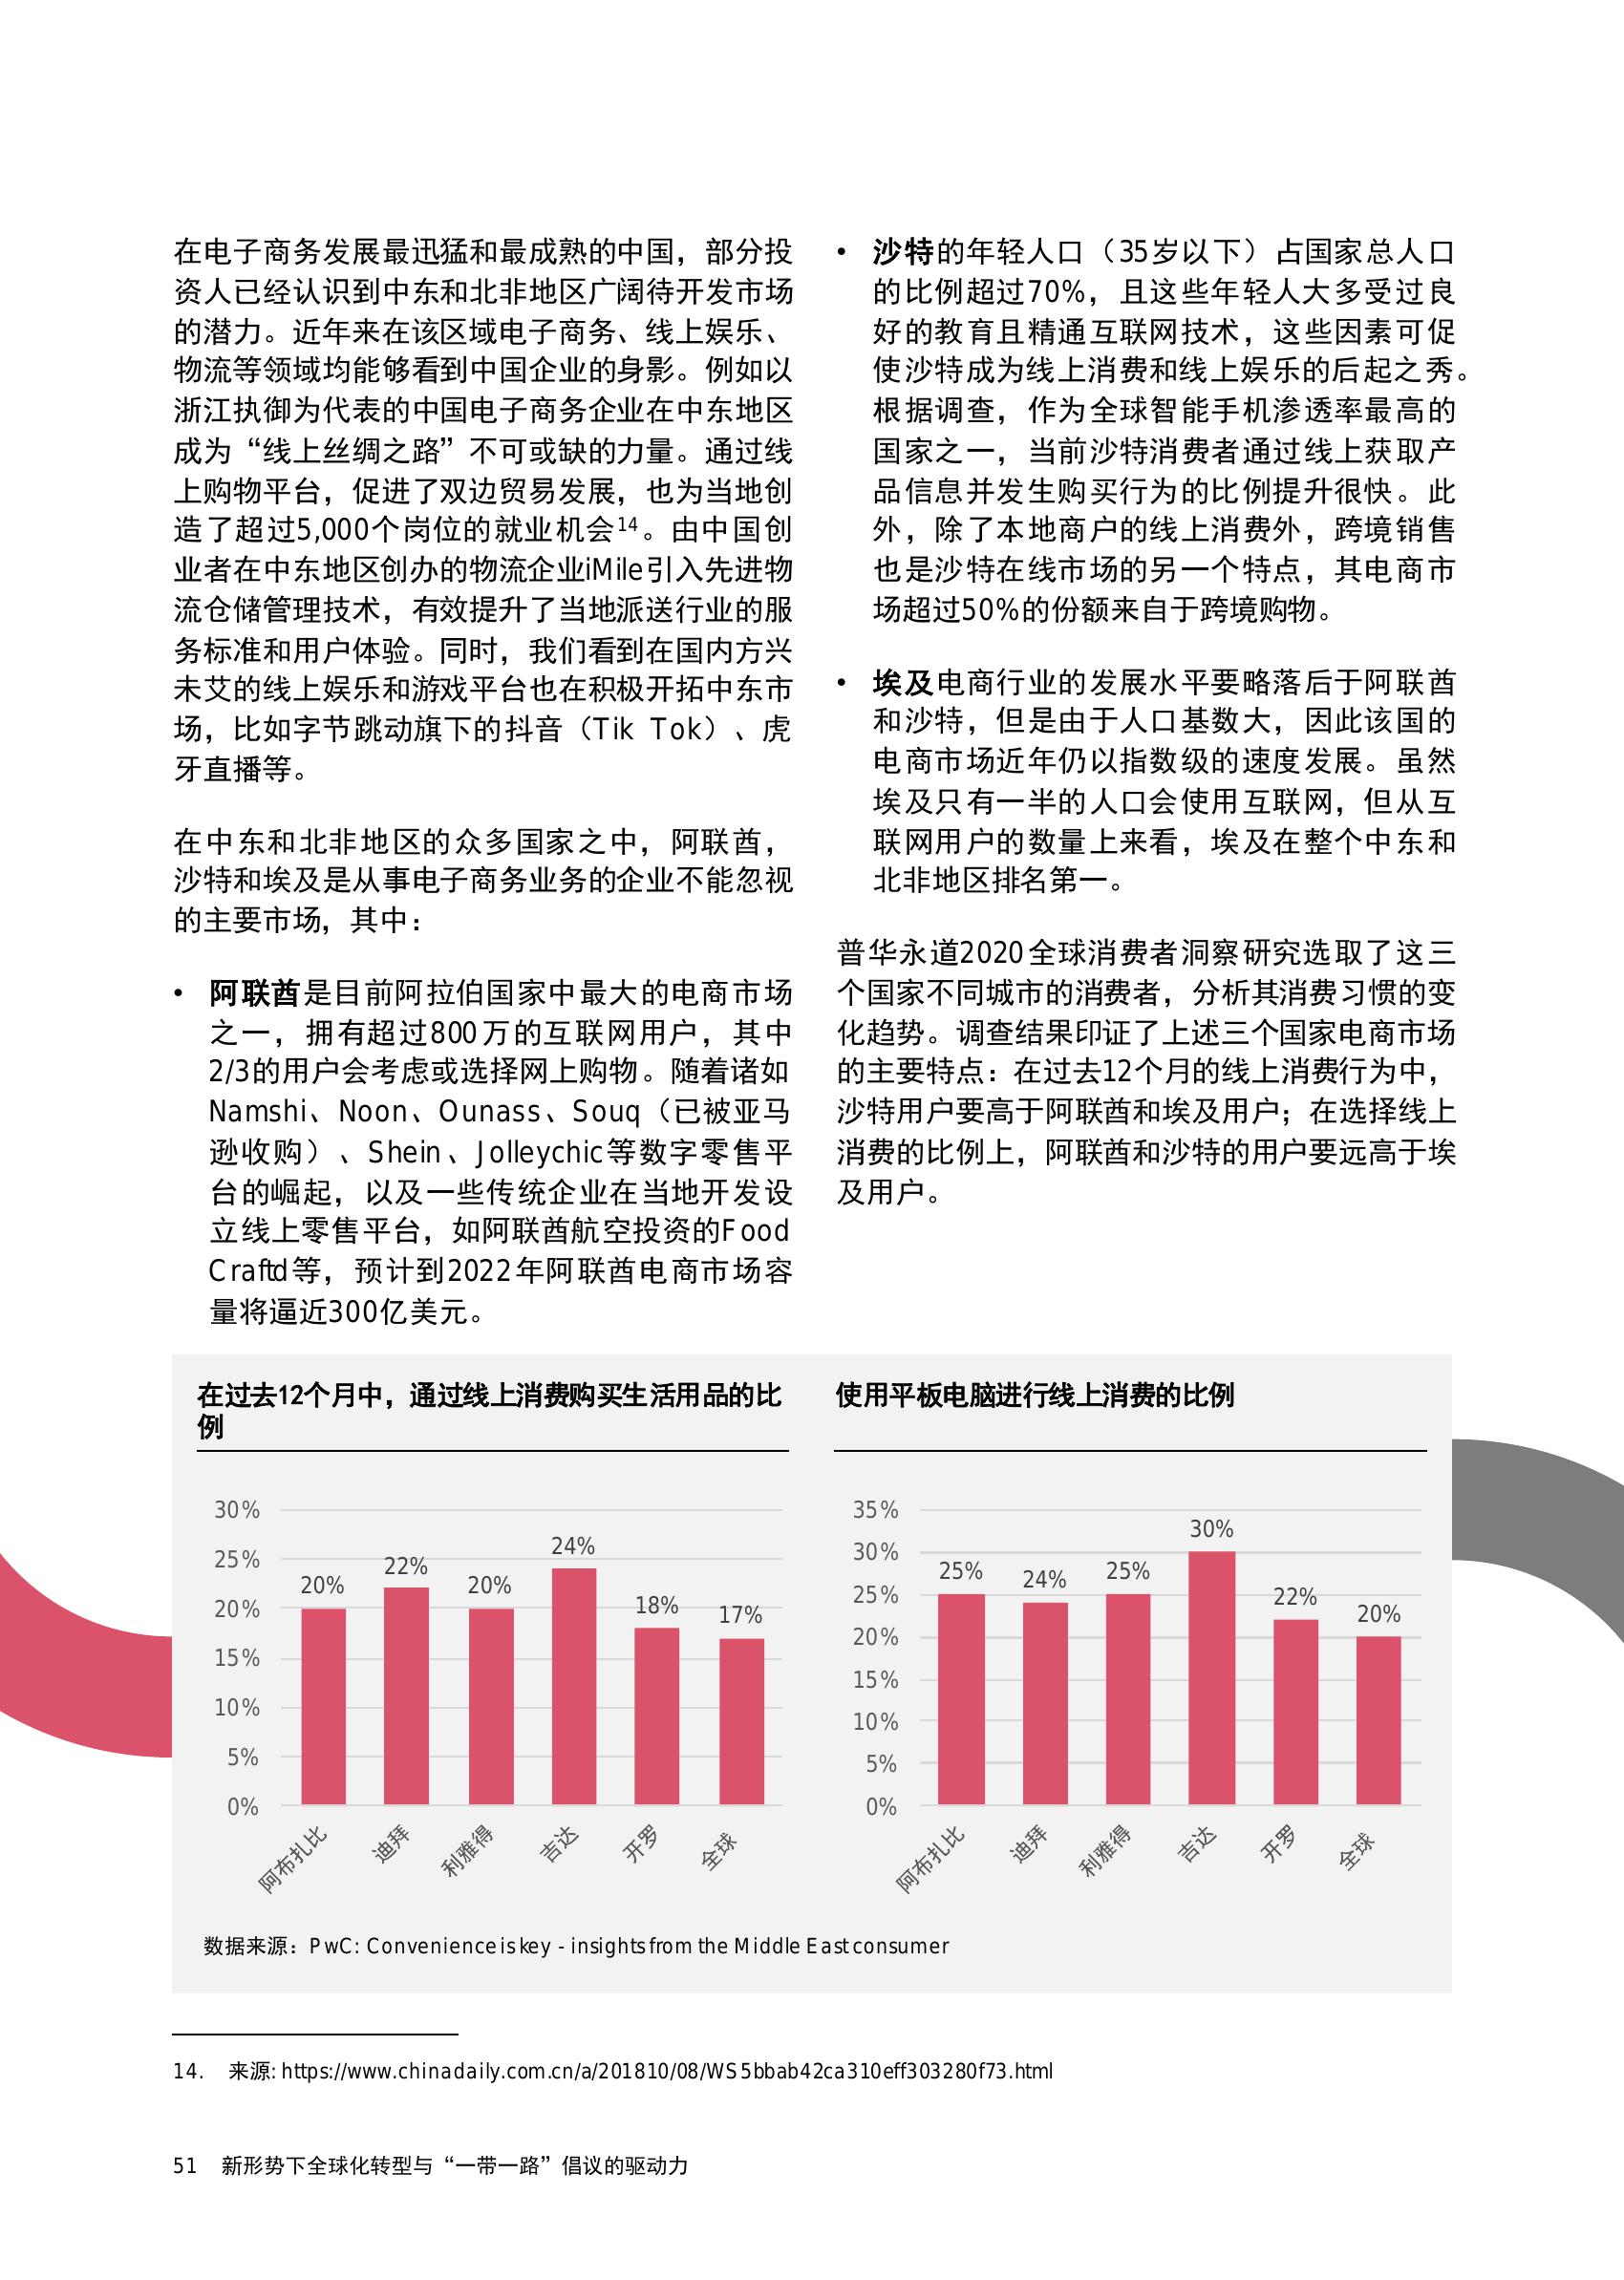 在电子商务发展最迅猛和最成熟的中国，部分投
资人已经认识到中东和北非地区广阔待开发市场
的潜力。近年来在该区域电子商务、线上娱乐、
物流等领域均能够看到中国企业的身影。例如以
浙江执御为代表的中国电子商务企业在中东地区
成为“线上丝绸之路”不可或缺的力量。通过线
上购物平台，促进了双边贸易发展，也为当地创
造了超过5,000个岗位的就业机会14。由中国创
业者在中东地区创办的物流企业iMile引入先进物
流仓储管理技术，有效提升了当地派送行业的服
务标准和用户体验。同时，我们看到在国内方兴
未艾的线上娱乐和游戏平台也在积极开拓中东市
场，比如字节跳动旗下的抖音（Tik Tok）、虎
牙直播等。
在中东和北非地区的众多国家之中，阿联酋，
沙特和埃及是从事电子商务业务的企业不能忽视
的主要市场，其中：
• 阿联酋是目前阿拉伯国家中最大的电商市场
之一，拥有超过800万的互联网用户，其中
2/3的用户会考虑或选择网上购物。随着诸如
Namshi、Noon、Ounass、Souq（已被亚马
逊收购）、Shein、Jolleychic等数字零售平
台的崛起，以及一些传统企业在当地开发设
立线上零售平台，如阿联酋航空投资的Food
Craftd等，预计到2022年阿联酋电商市场容
量将逼近300亿美元。
• 沙特的年轻人口（35岁以下）占国家总人口
的比例超过70%，且这些年轻人大多受过良
好的教育且精通互联网技术，这些因素可促
使沙特成为线上消费和线上娱乐的后起之秀。
根据调查，作为全球智能手机渗透率最高的
国家之一，当前沙特消费者通过线上获取产
品信息并发生购买行为的比例提升很快。此
外，除了本地商户的线上消费外，跨境销售
也是沙特在线市场的另一个特点，其电商市
场超过50%的份额来自于跨境购物。
• 埃及电商行业的发展水平要略落后于阿联酋
和沙特，但是由于人口基数大，因此该国的
电商市场近年仍以指数级的速度发展。虽然
埃及只有一半的人口会使用互联网，但从互
联网用户的数量上来看，埃及在整个中东和
北非地区排名第一。
普华永道2020全球消费者洞察研究选取了这三
个国家不同城市的消费者，分析其消费习惯的变
化趋势。调查结果印证了上述三个国家电商市场
的主要特点：在过去12个月的线上消费行为中，
沙特用户要高于阿联酋和埃及用户；在选择线上
消费的比例上，阿联酋和沙特的用户要远高于埃
及用户。
在过去12个月中，通过线上消费购买生活用品的比
例
30%
25%
20%
15%
10%
5%
0%
20%
22%
20%
24%
18%
17%
阿布扎比
迪拜
利雅得
吉达
开罗
全球
使用平板电脑进行线上消费的比例
35%
30%
25%
20%
15%
10%
5%
0%
25%
24%
25%
30%
22%
20%
阿布扎比
迪拜
利雅得
吉达
开罗
全球
数据来源：PwC: Convenience is key - insights from the Middle East consumer
14. 来源: https://www.chinadaily.com.cn/a/201810/08/WS5bbab42ca310eff303280f73.html
51 新形势下全球化转型与“一带一路”倡议的驱动力